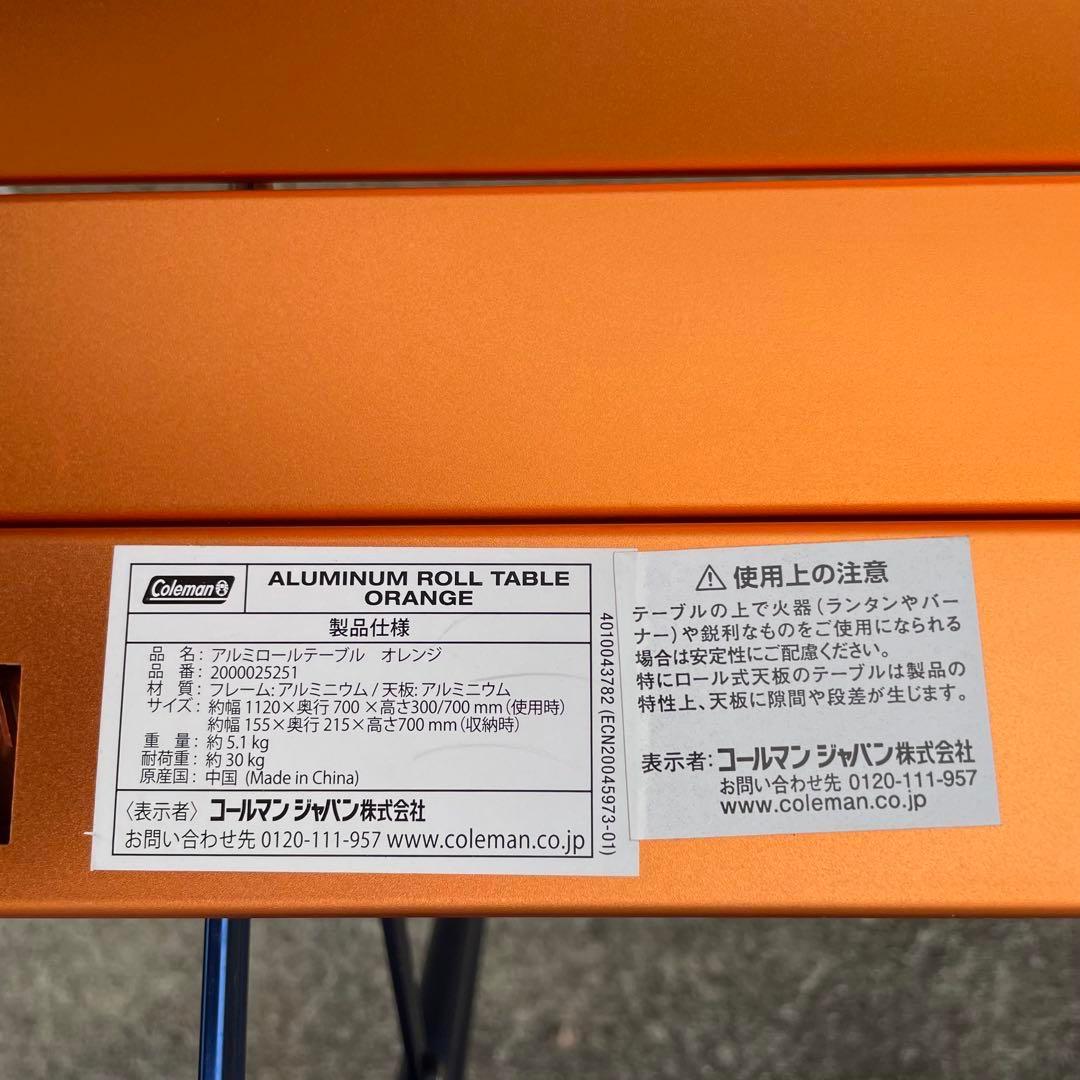 Coleman
ALUMINUM ROLL TABLE
ORANGE
製品仕様
品 名: アルミロールテーブル オレンジ
品 番: 2000025251
材 質: フレーム:アルミニウム / 天板:アルミニウム
サイズ: 約幅 1120×奥行 700 ×高さ300/700 mm (使用時)
約幅 155×奥行 215×高さ700 mm (収納時)
重 量: 約 5.1 kg
耐荷重: 約 30 kg
原産国: 中国 (Made in China)
〈表示者〉 コールマン ジャパン株式会社
お問い合わせ先 0120-111-957 www.coleman.co.jp
4010043782 (ECN20045973-01)
⚠ 使用上の注意
テーブルの上で火器(ランタンやバー
ナー)や鋭利なものをご使用になられる
場合は安定性にご配慮ください。
特にロール式天板のテーブルは製品の
特性上、天板に隙間や段差が生じます。
表示者: コールマン ジャパン株式会社
お問い合わせ先 0120-111-957
www.coleman.co.jp